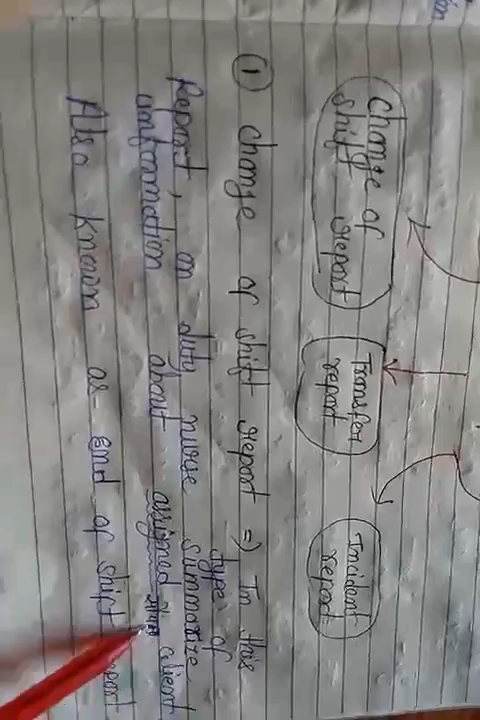 Change of
shift report
Transfer
report
Incident
report
① Change of shift report => In this
type of
Report, on duty nurse summarize
information about assigned client
Also known as end of shift report